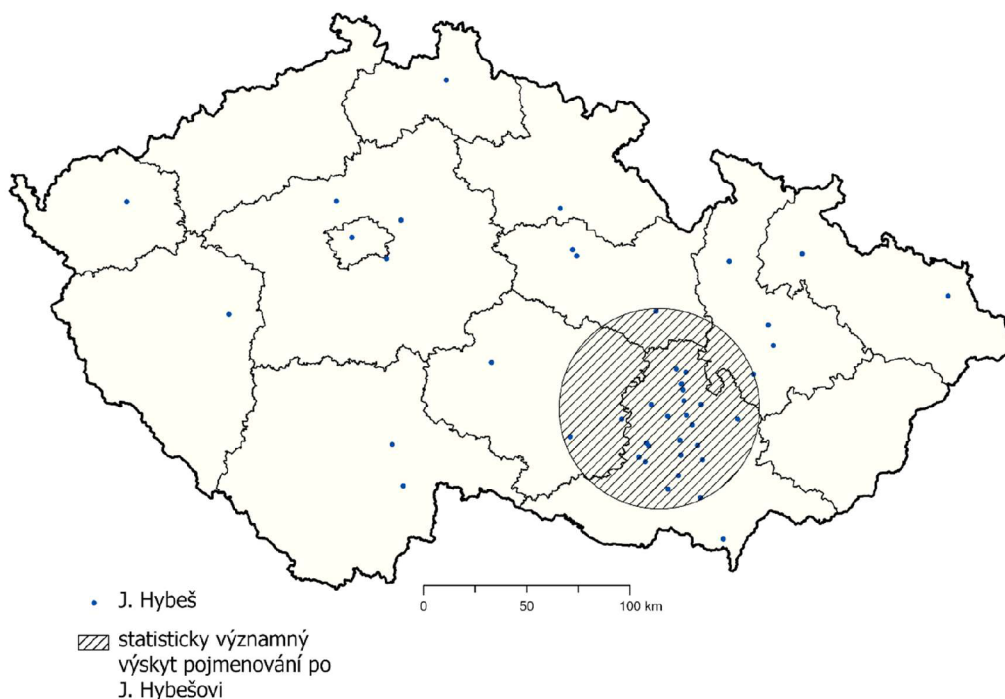 J. Hybeš
0 50 100 km
statisticky významný
výskyt pojmenování po
J. Hybešovi